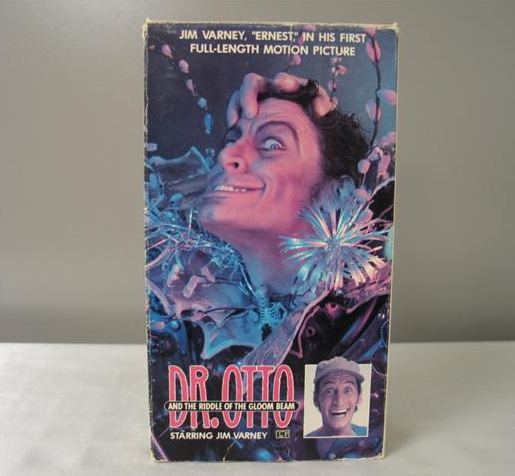 JIM VARNEY, "ERNEST," IN HIS FIRST
FULL-LENGTH MOTION PICTURE
DR. OTTO
AND THE RIDDLE OF THE GLOOM BEAM
STARRING JIM VARNEY